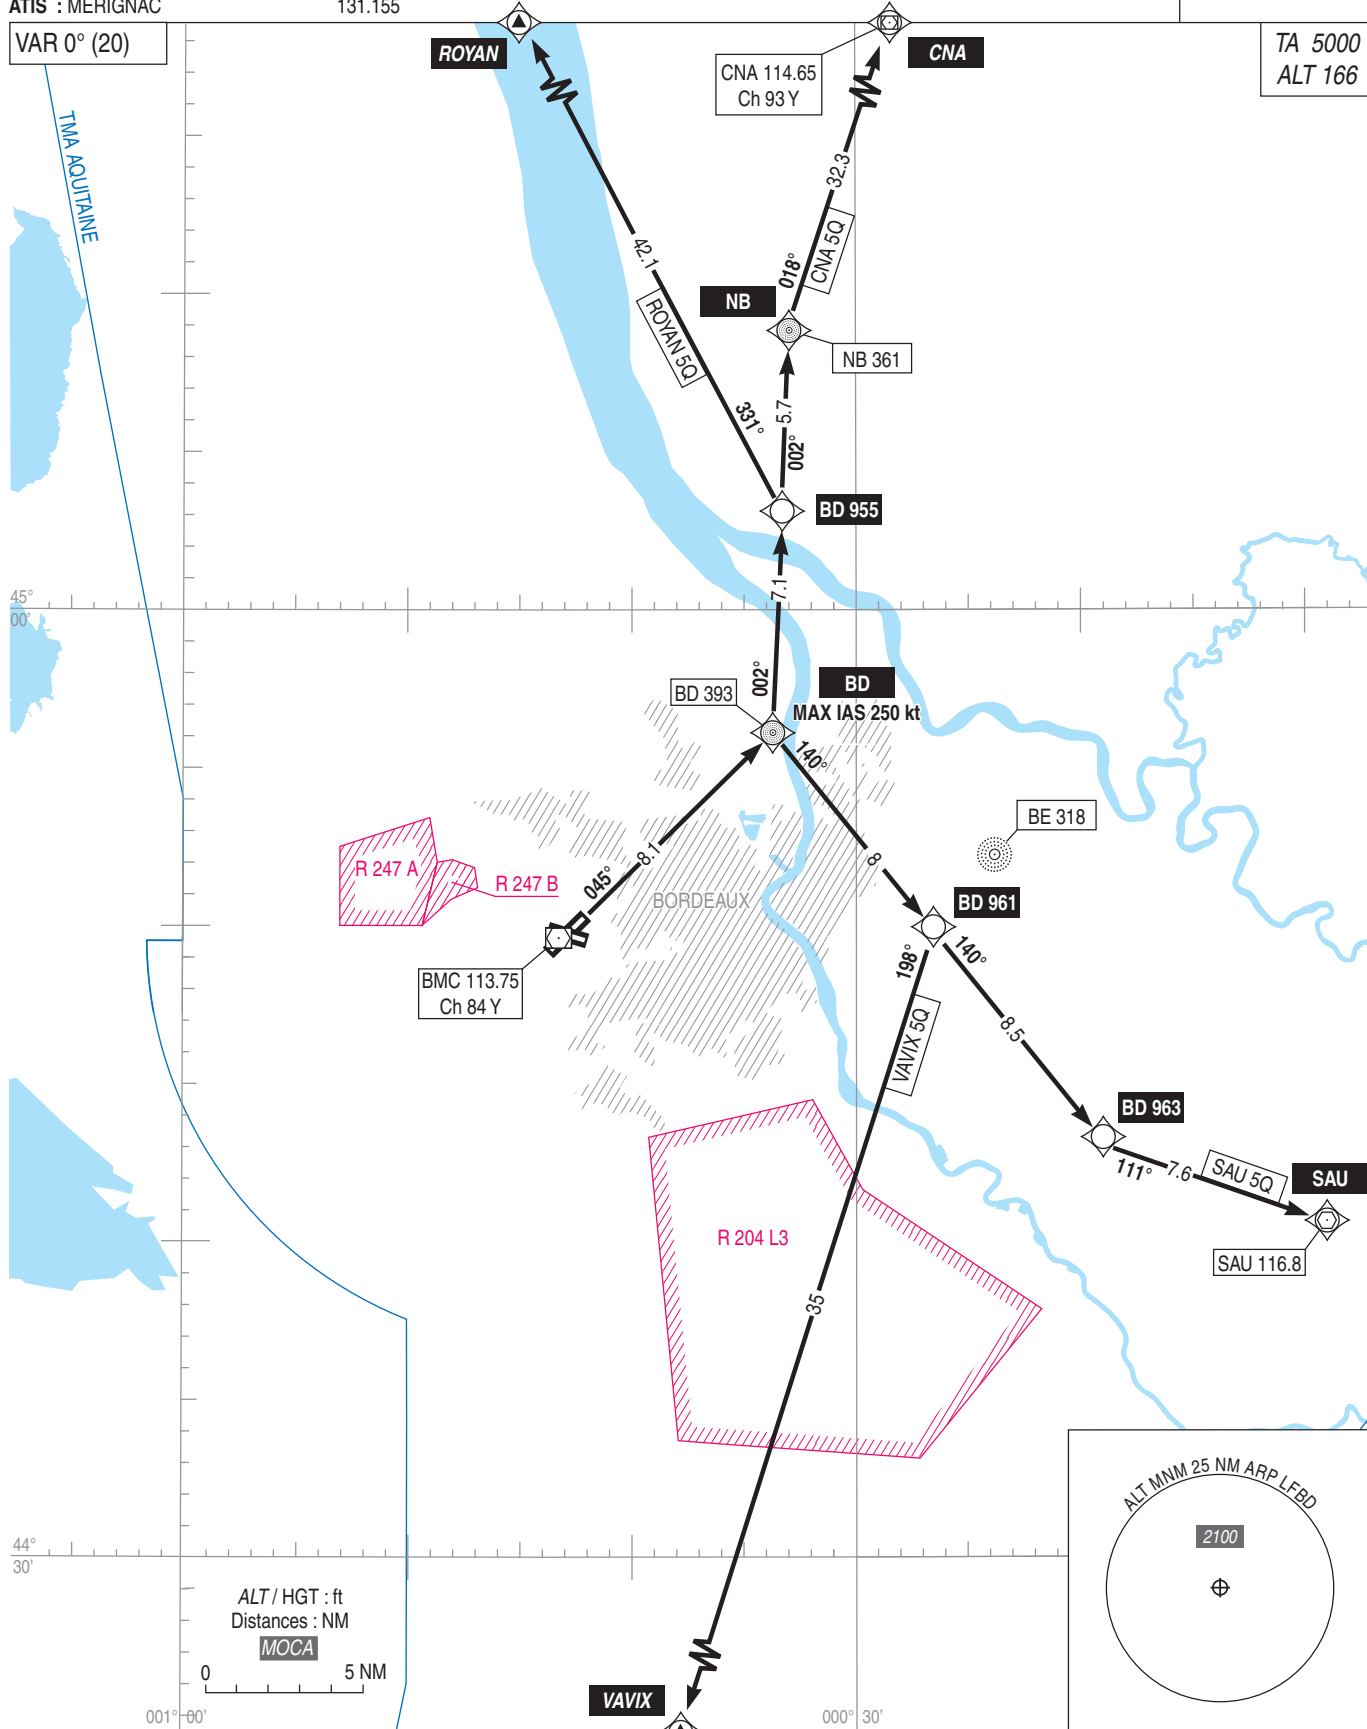 ATIS : MERIGNAC 131.155
VAR 0° (20)
TA 5000
ALT 166
ROYAN
CNA
CNA 114.65
Ch 93 Y
TMA AQUITAINE
32.3
CNA 5Q
018°
42.1
ROYAN 5Q
331°
NB
NB 361
5.7
002°
BD 955
45°
00'
7.1
002°
BD 393
BD
MAX IAS 250 kt
140°
8
BE 318
R 247 A
R 247 B
045°
8.1
BORDEAUX
BD 961
BMC 113.75
Ch 84 Y
198°
140°
VAVIX 5Q
8.5
BD 963
111°
7.6
SAU 5Q
SAU
SAU 116.8
R 204 L3
35
ALT MNM 25 NM ARP LFBD
2100
44°
30'
ALT / HGT : ft
Distances : NM
MOCA
0 5 NM
VAVIX
001° 00'
000° 30'